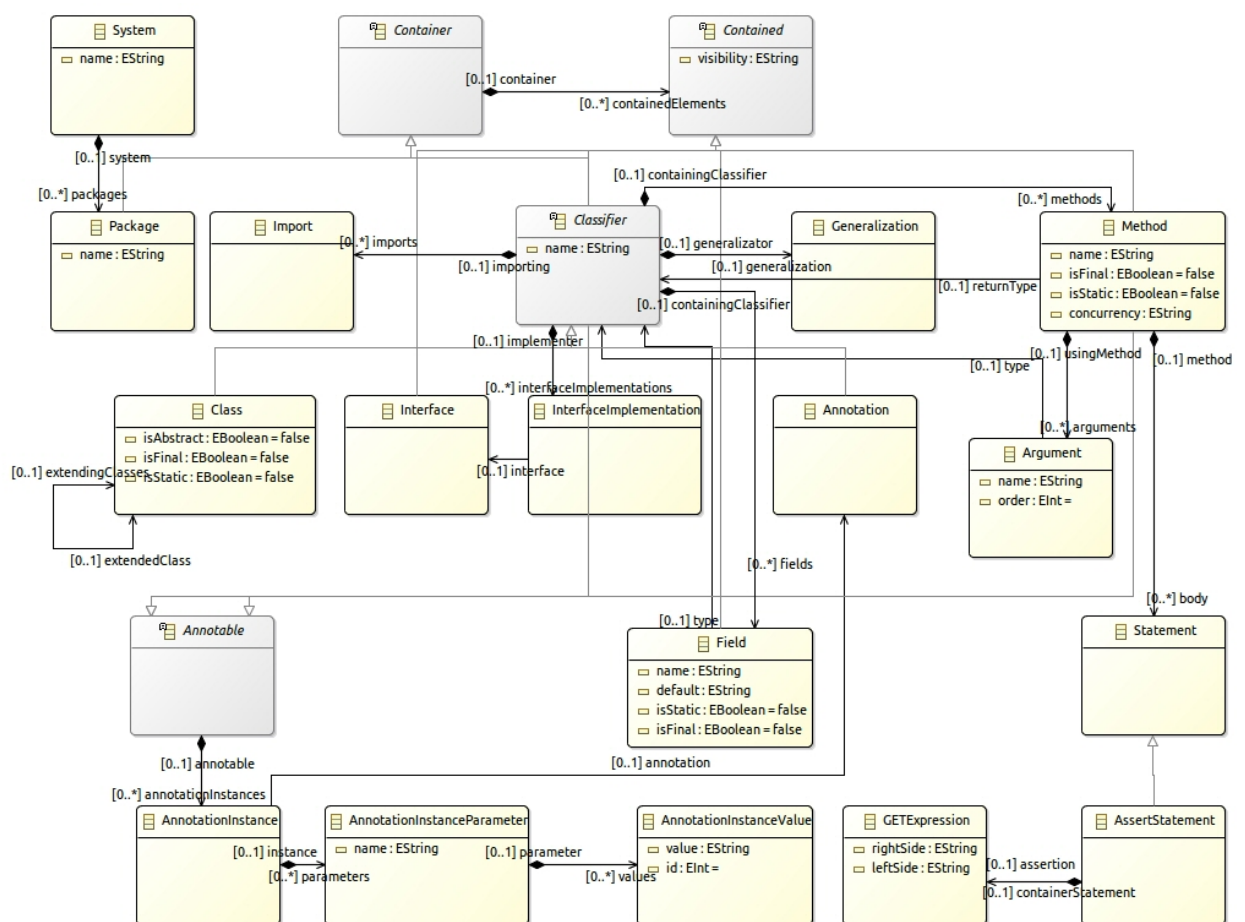 System
name : EString
Container
Contained
visibility : EString
[0..1] container
[0..*] containedElements
[0..1] system
[0..*] packages
[0..1] containingClassifier
[0..*] methods
Package
name : EString
Import
[0..*] imports
[0..1] importing
Classifier
name : EString
[0..1] generalizator
[0..1] generalization
[0..1] containingClassifier
Generalization
[0..1] returnType
Method
name : EString
isFinal : EBoolean = false
isStatic : EBoolean = false
concurrency : EString
[0..1] implementer
[0..*] interfaceImplementations
[0..1] type
[0..1] usingMethod
[0..1] method
[0..*] arguments
Class
isAbstract : EBoolean = false
isFinal : EBoolean = false
isStatic : EBoolean = false
[0..1] extendingClasses
[0..1] extendedClass
Interface
[0..1] interface
InterfaceImplementation
Annotation
Argument
name : EString
order : EInt =
[0..*] fields
[0..*] body
[0..1] type
Annotable
Field
name : EString
default : EString
isStatic : EBoolean = false
isFinal : EBoolean = false
Statement
[0..1] annotable
[0..*] annotationInstances
[0..1] annotation
AnnotationInstance
[0..1] instance
[0..*] parameters
AnnotationInstanceParameter
name : EString
[0..1] parameter
[0..*] values
AnnotationInstanceValue
value : EString
id : EInt =
GETExpression
rightSide : EString
leftSide : EString
[0..1] assertion
[0..1] containerStatement
AssertStatement